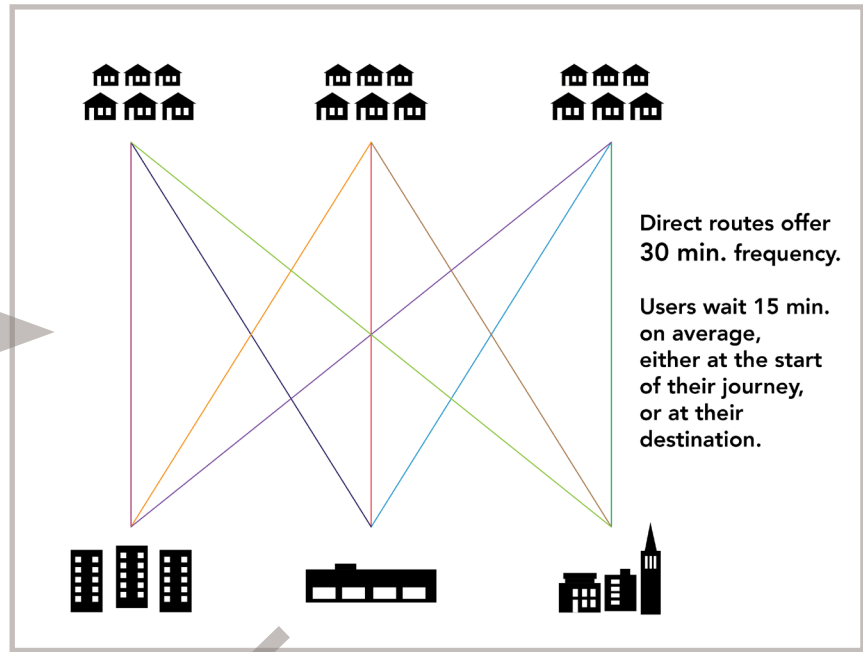 Direct routes offer
30 min. frequency.
Users wait 15 min.
on average,
either at the start
of their journey,
or at their
destination.